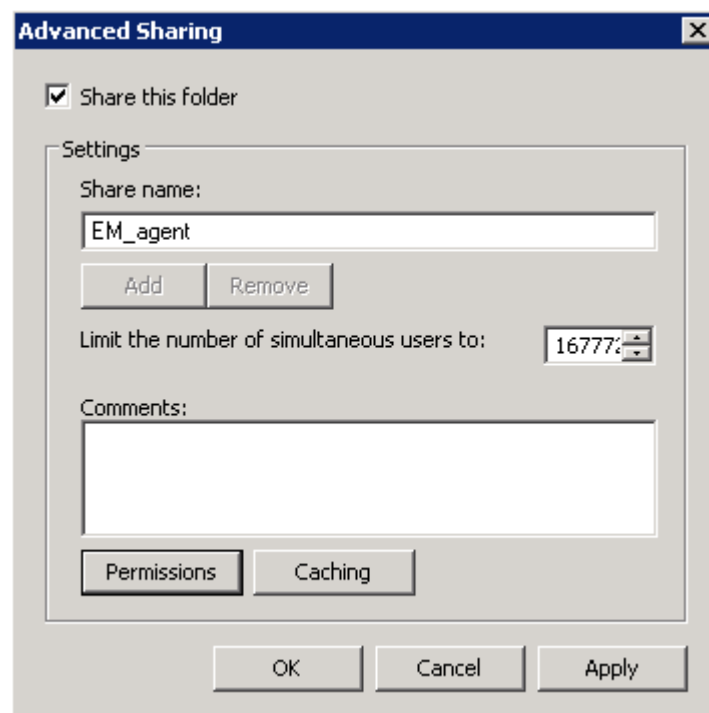 Advanced Sharing
Share this folder
Settings
Share name:
EM_agent
Add Remove
Limit the number of simultaneous users to:
Comments:
Permissions Caching
OK Cancel Apply